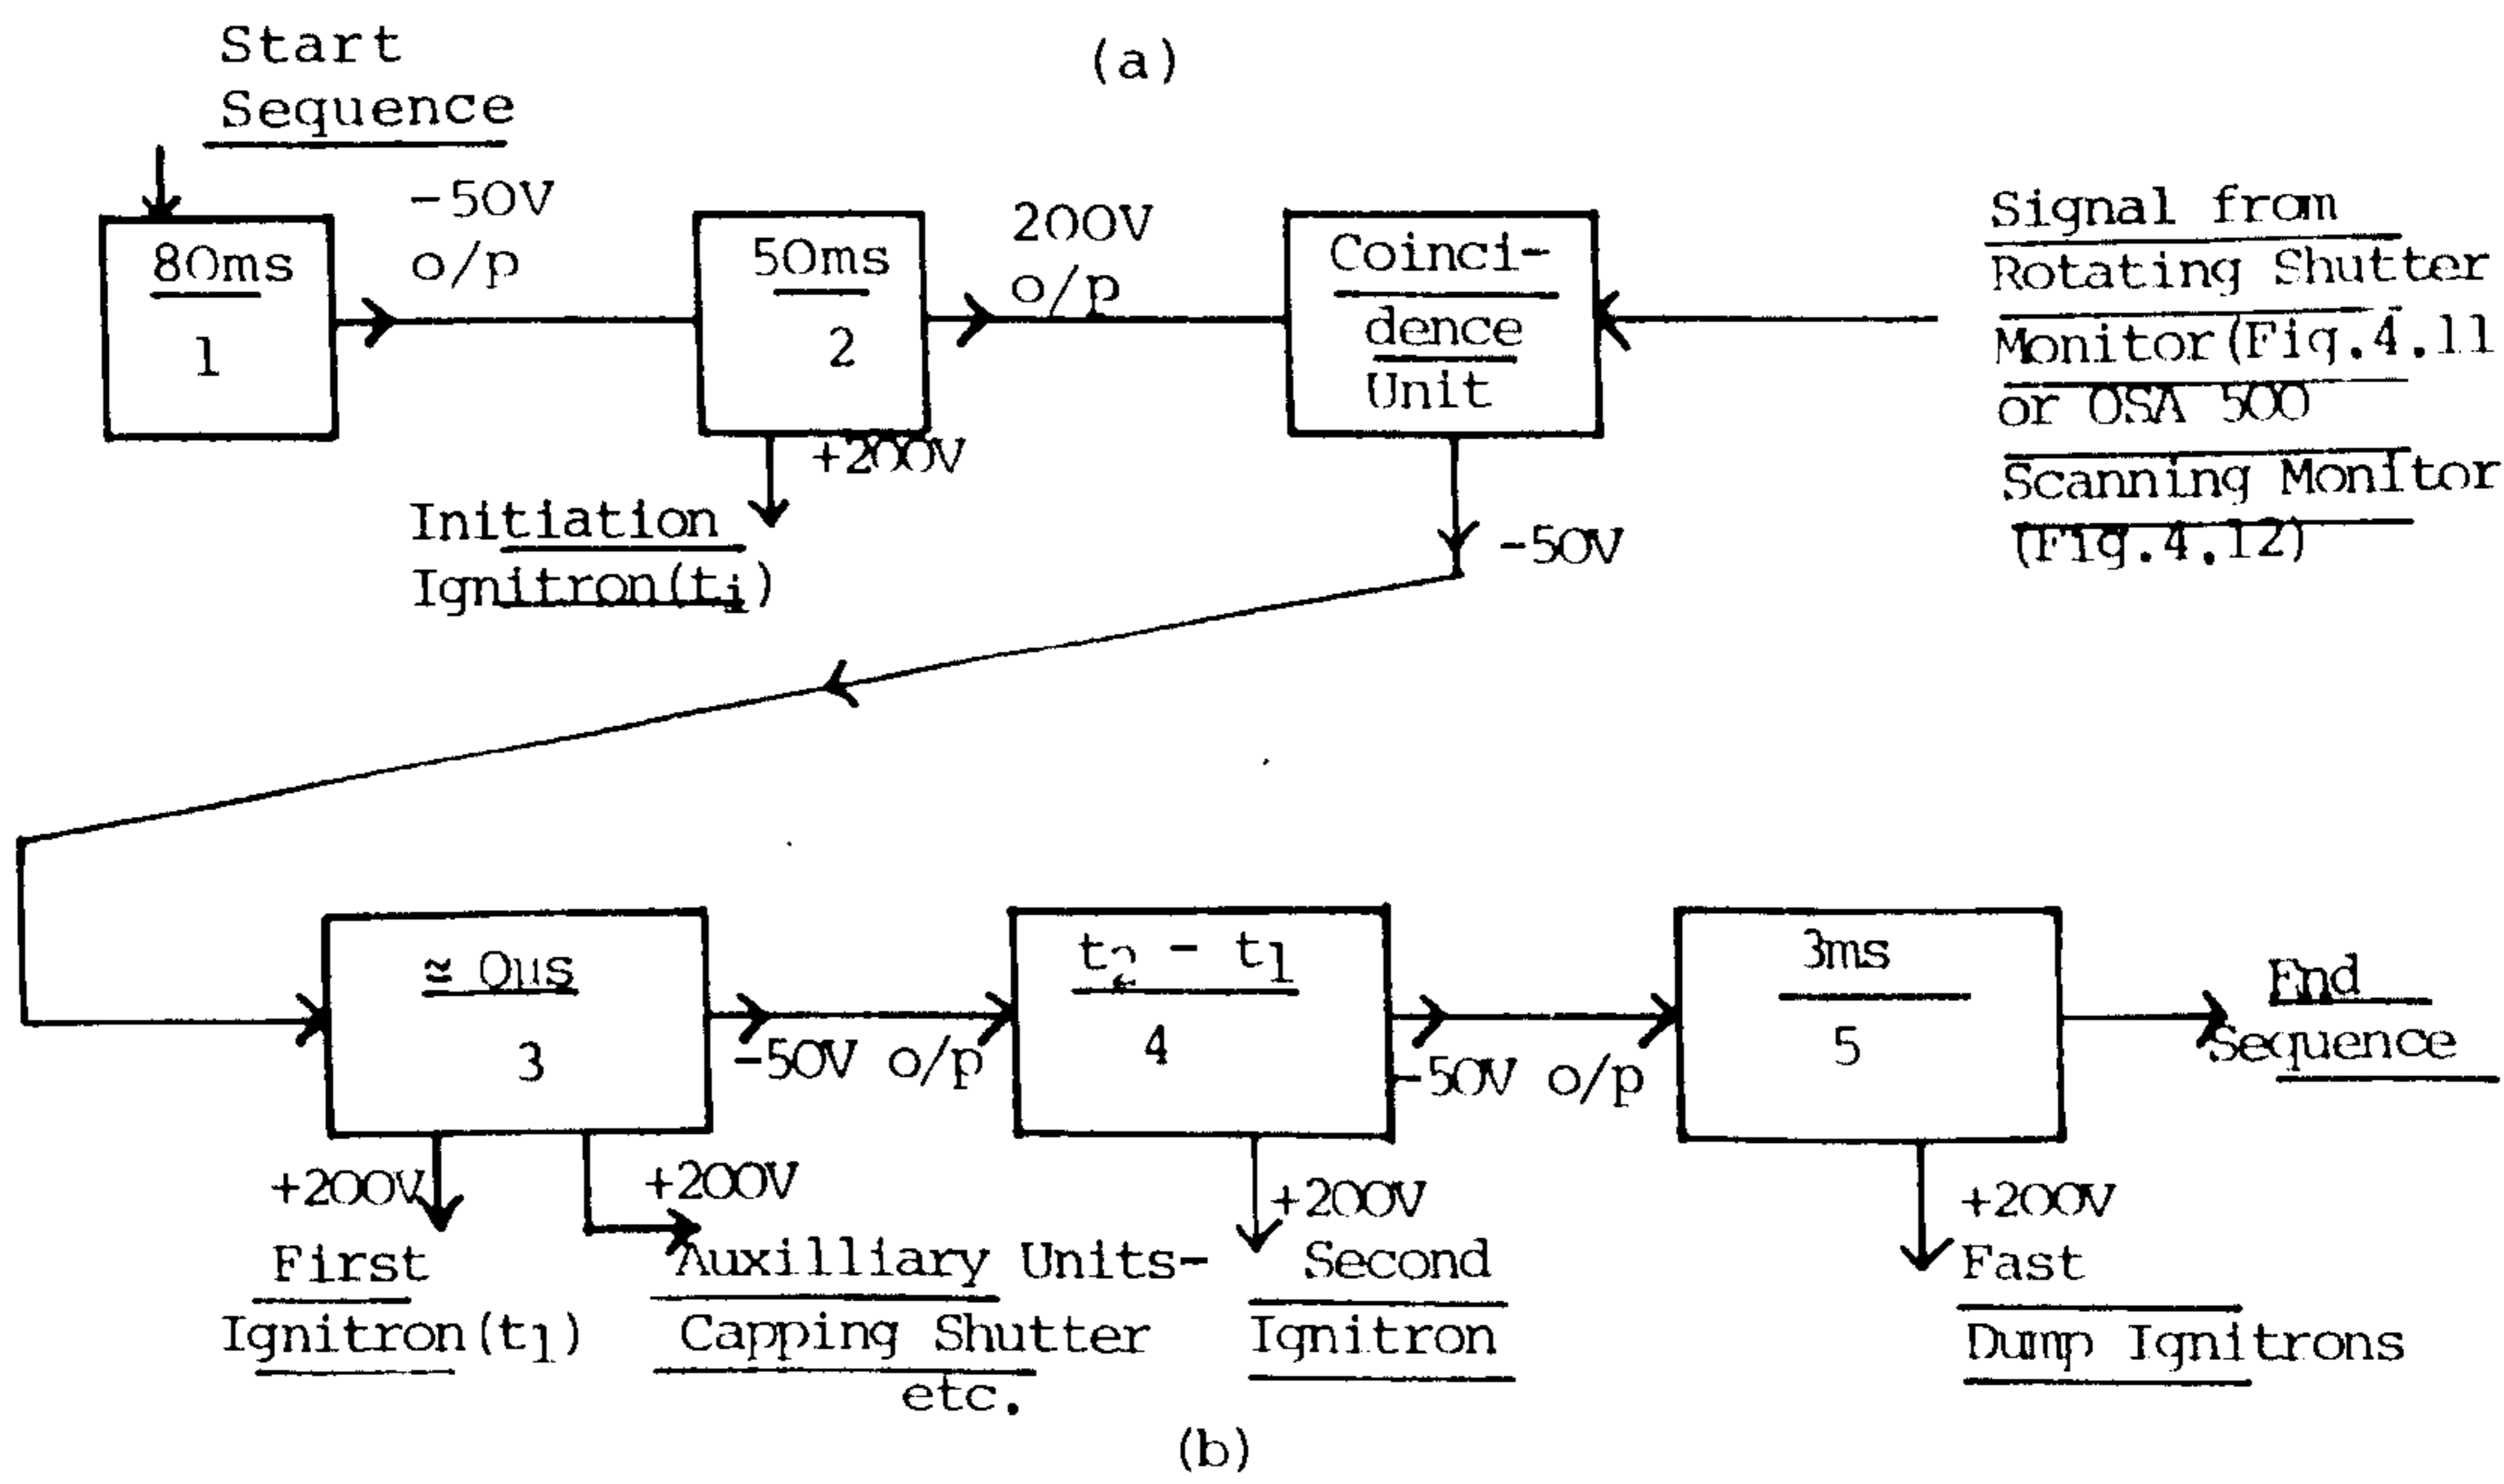 Start
Sequence
(a)
-50V
o/p
80ms
1
50ms
2
200V
o/p
Coinci-
dence
Unit
Signal from
Rotating Shutter
Monitor(Fig.4.11
or OSA 500
Scanning Monitor
(Fig.4.12)
+200V
Initiation
Ignitron(ti)
-50V
≃ 0µs
3
-50V o/p
t2 - t1
4
-50V o/p
3ms
5
End
Sequence
+200V
First
Ignitron(t1)
+200V
Auxilliary Units-
Capping Shutter
etc.
+200V
Second
Ignitron
+200V
Fast
Dump Ignitrons
(b)